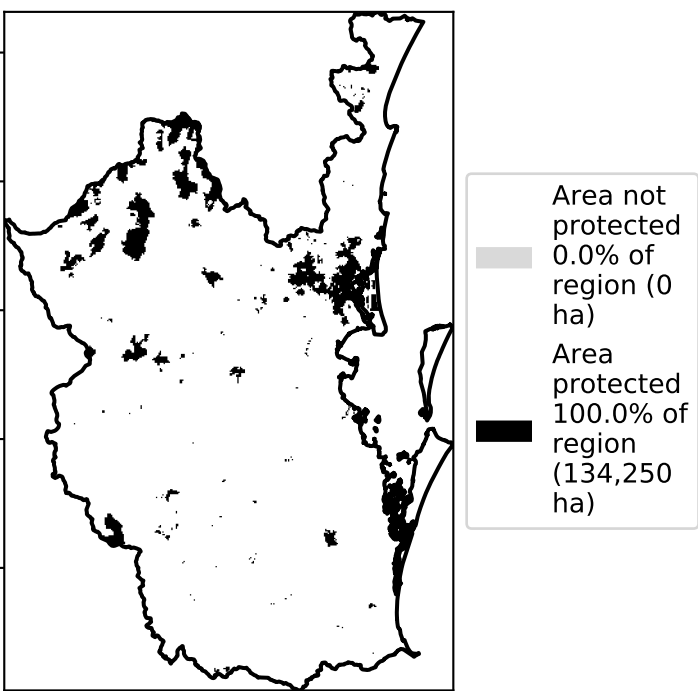 Area not
protected
0.0% of
region (0
ha)
Area
protected
100.0% of
region
(134,250
ha)